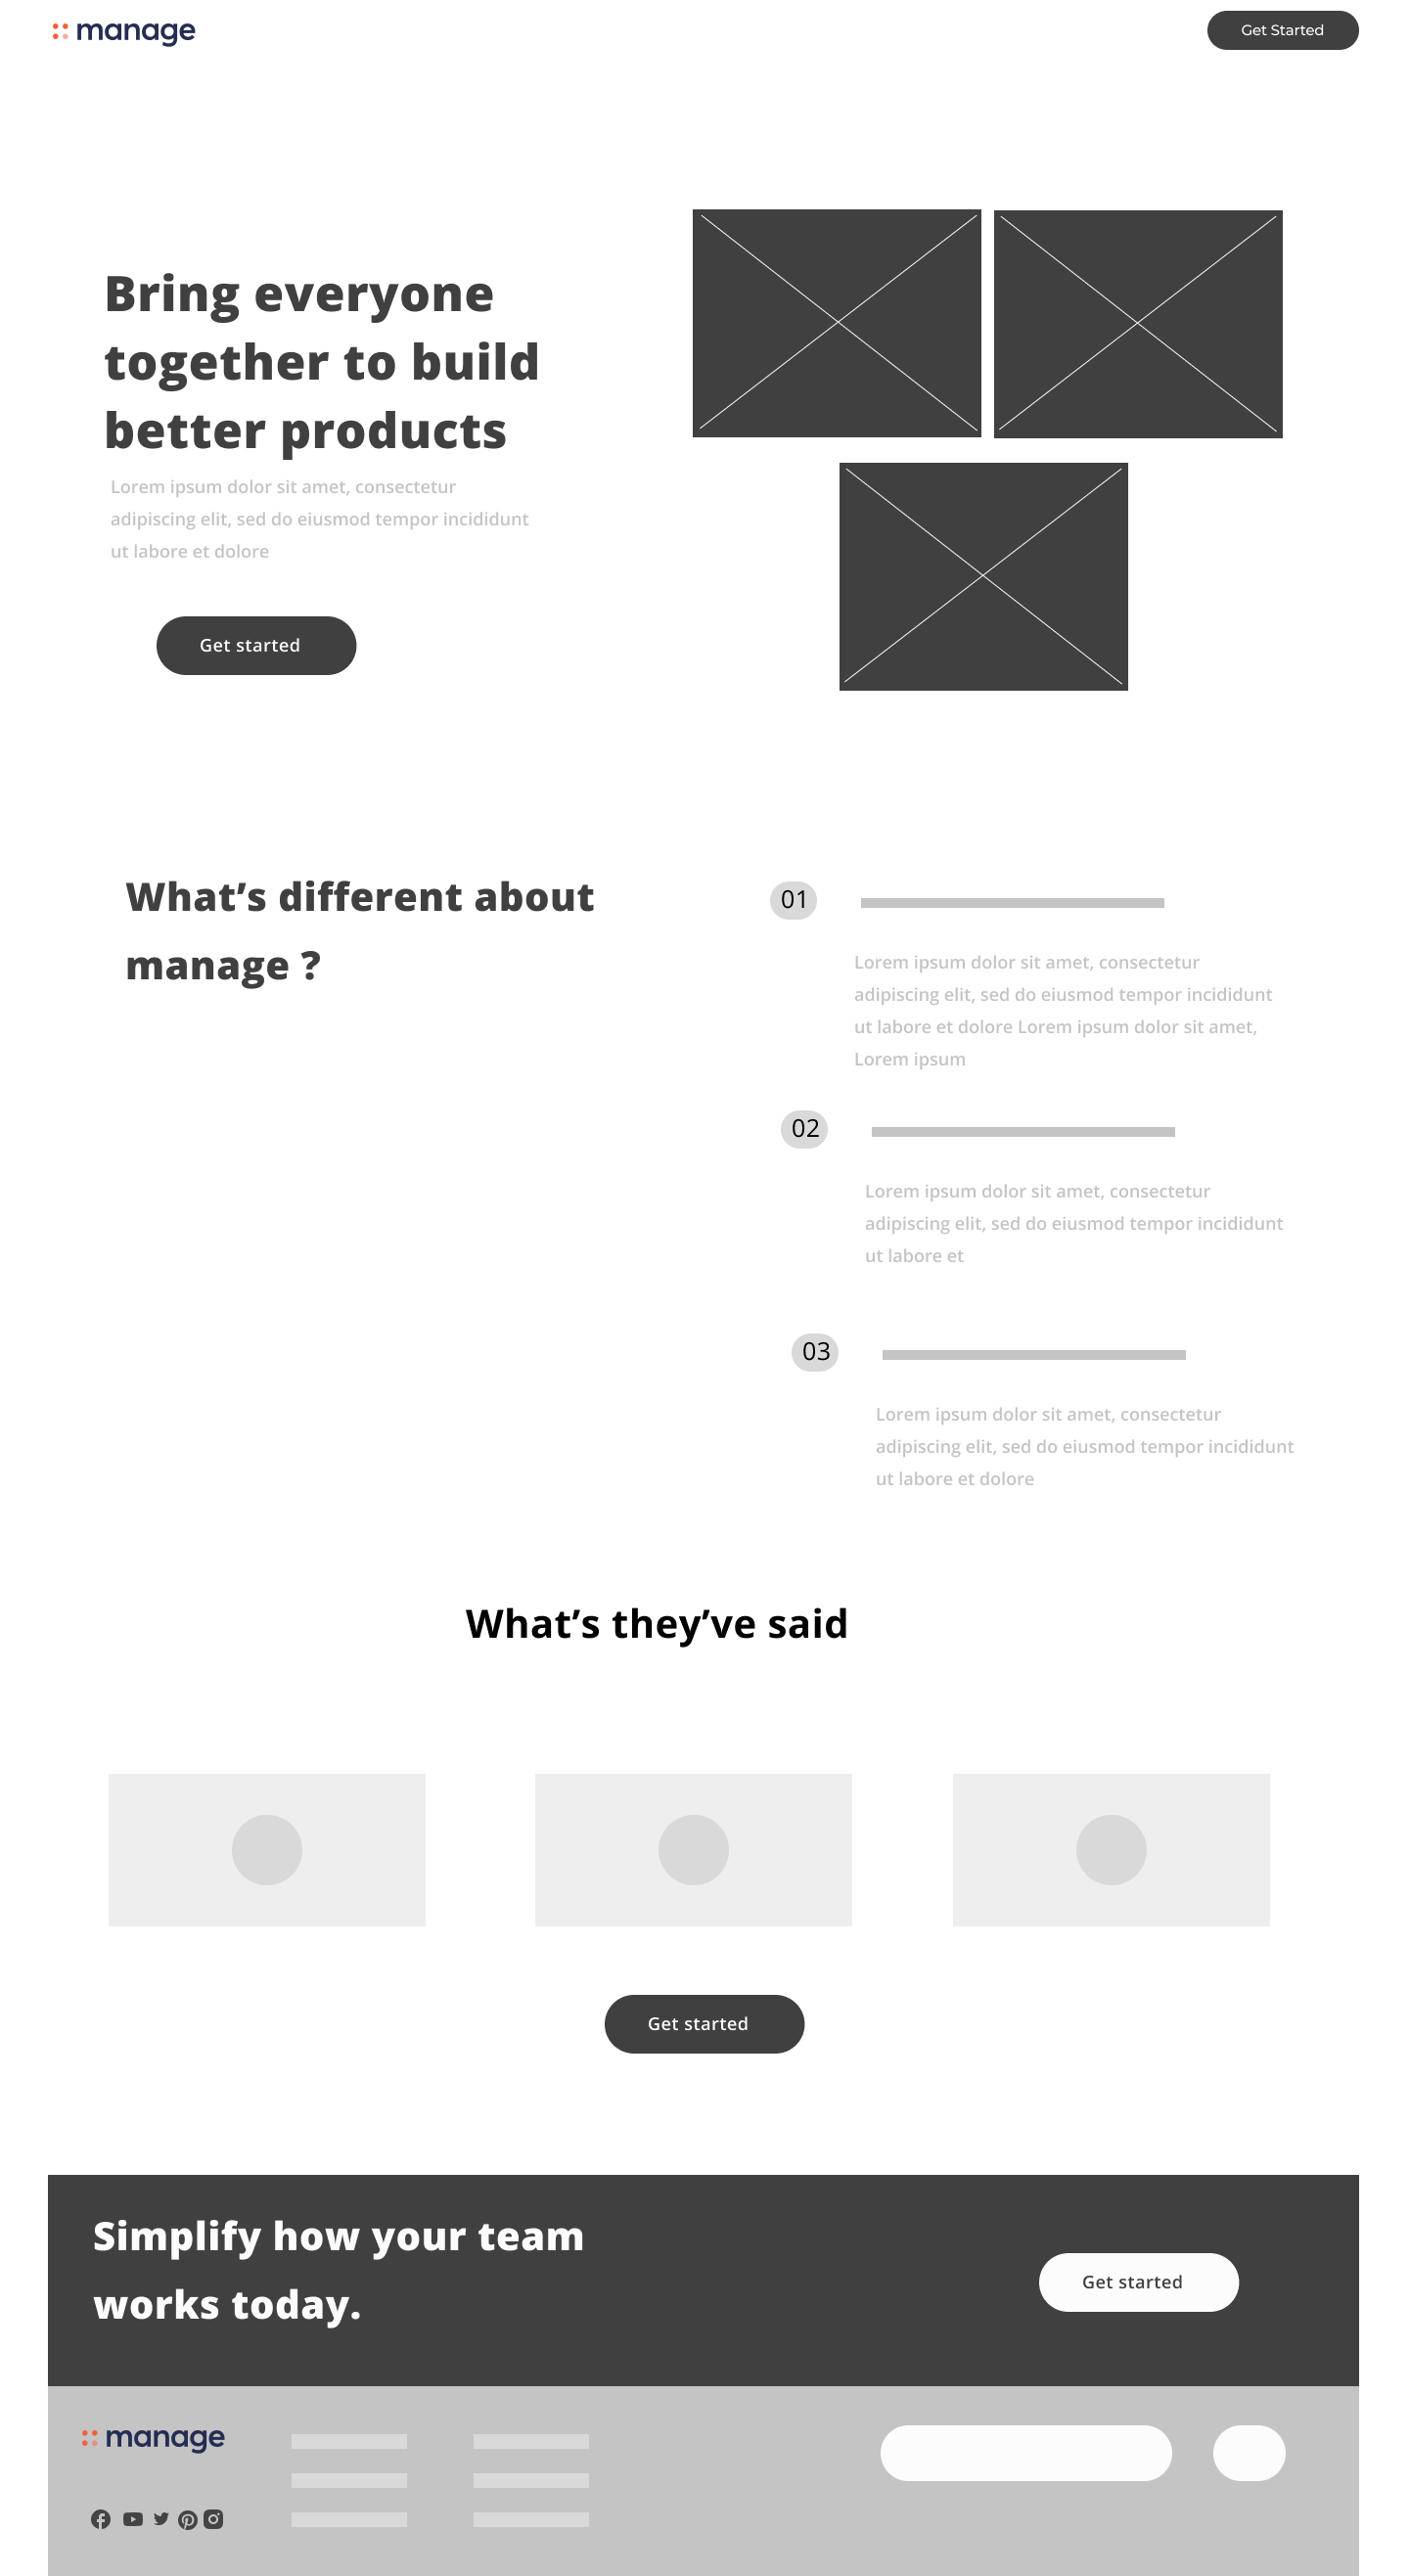 manage
Get Started
Bring everyone
together to build
better products
Lorem ipsum dolor sit amet, consectetur
adipiscing elit, sed do eiusmod tempor incididunt
ut labore et dolore
Get started
What’s different about
manage ?
01
Lorem ipsum dolor sit amet, consectetur
adipiscing elit, sed do eiusmod tempor incididunt
ut labore et dolore Lorem ipsum dolor sit amet,
Lorem ipsum
02
Lorem ipsum dolor sit amet, consectetur
adipiscing elit, sed do eiusmod tempor incididunt
ut labore et
03
Lorem ipsum dolor sit amet, consectetur
adipiscing elit, sed do eiusmod tempor incididunt
ut labore et dolore
What’s they’ve said
Get started
Simplify how your team
works today.
Get started
manage